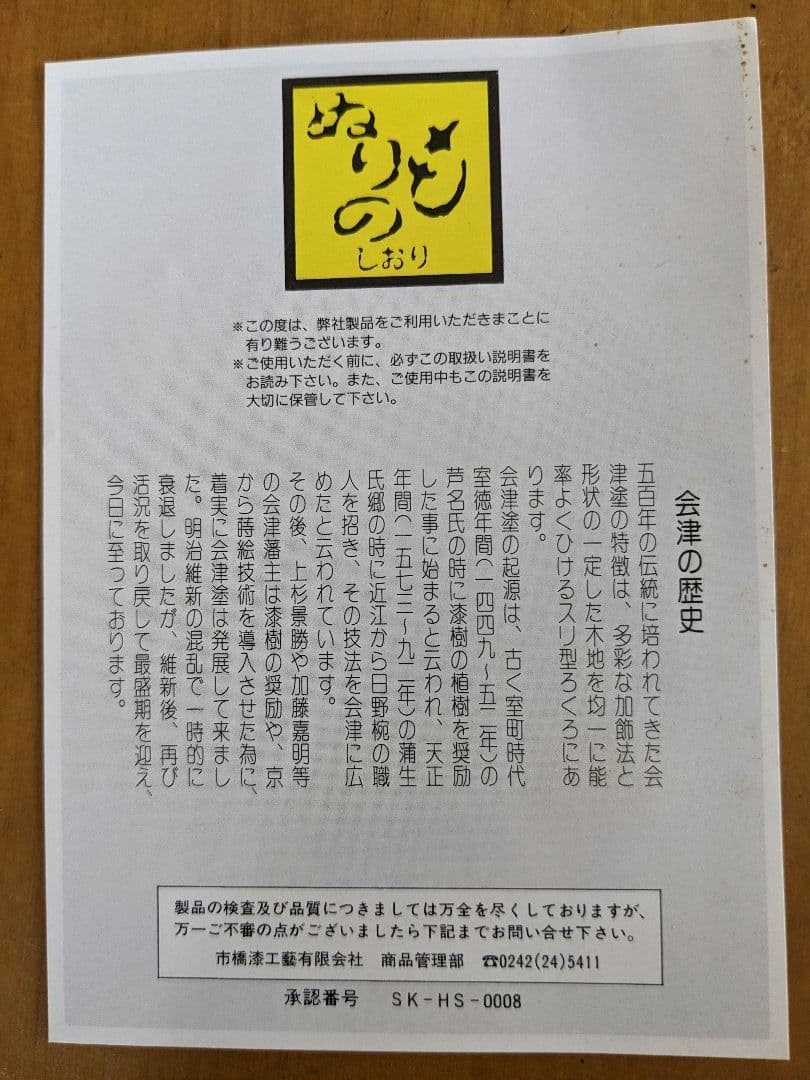 ぬり
もの
しおり
※この度は、弊社製品をご利用いただきまことに
有り難うございます。
※ご使用いただく前に、必ずこの取扱い説明書を
お読み下さい。また、ご使用中もこの説明書を
大切に保管して下さい。
会津の歴史
五百年の伝統に培われてきた会
津塗の特徴は、多彩な加飾法と
形状の一定した木地を均一に能
率よくひけるスリ型ろくろにあ
ります。
会津塗の起源は、古く室町時代
室徳年間(一四四九〜五二年)の
芦名氏の時に漆樹の植樹を奨励
した事に始まると云われ、天正
年間(一五七三〜九二年)の蒲生
氏郷の時に近江から日野椀の職
人を招き、その技法を会津に広
めたと云われています。
その後、上杉景勝や加藤嘉明等
の会津藩主は漆樹の奨励や、京
から蒔絵技術を導入させた為に、
着実に会津塗は発展して来まし
た。明治維新の混乱で一時的に
衰退しましたが、維新後、再び
活況を取り戻して最盛期を迎え、
今日に至つております。
製品の検査及び品質につきましては万全を尽くしておりますが、
万一ご不審の点がございましたら下記までお問い合せ下さい。
市橋漆工藝有限会社 商品管理部 ☎0242(24)5411
承認番号 SK-HS-0008